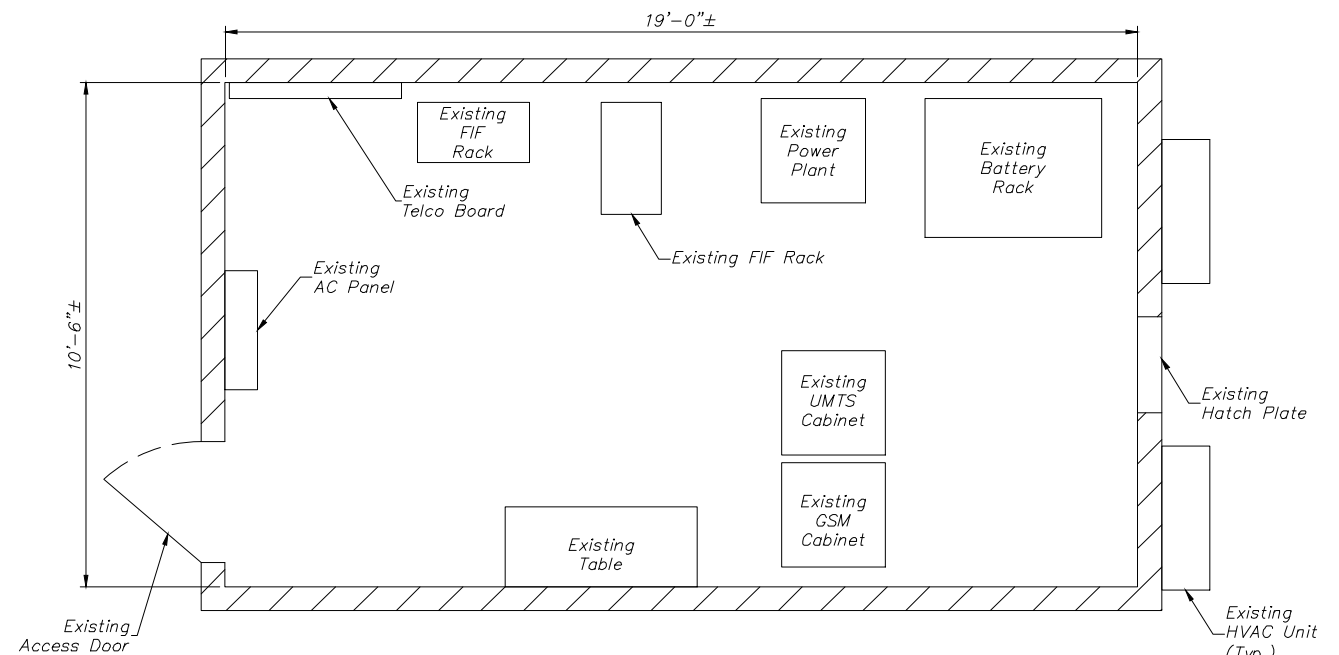 19'-0"±
Existing
FIF
Rack
Existing
Power
Plant
Existing
Battery
Rack
Existing
Telco Board
Existing FIF Rack
Existing
AC Panel
10'-6"±
Existing
UMTS
Cabinet
Existing
Hatch Plate
Existing
GSM
Cabinet
Existing
Table
Existing
Access Door
Existing
HVAC Unit
(Typ.)